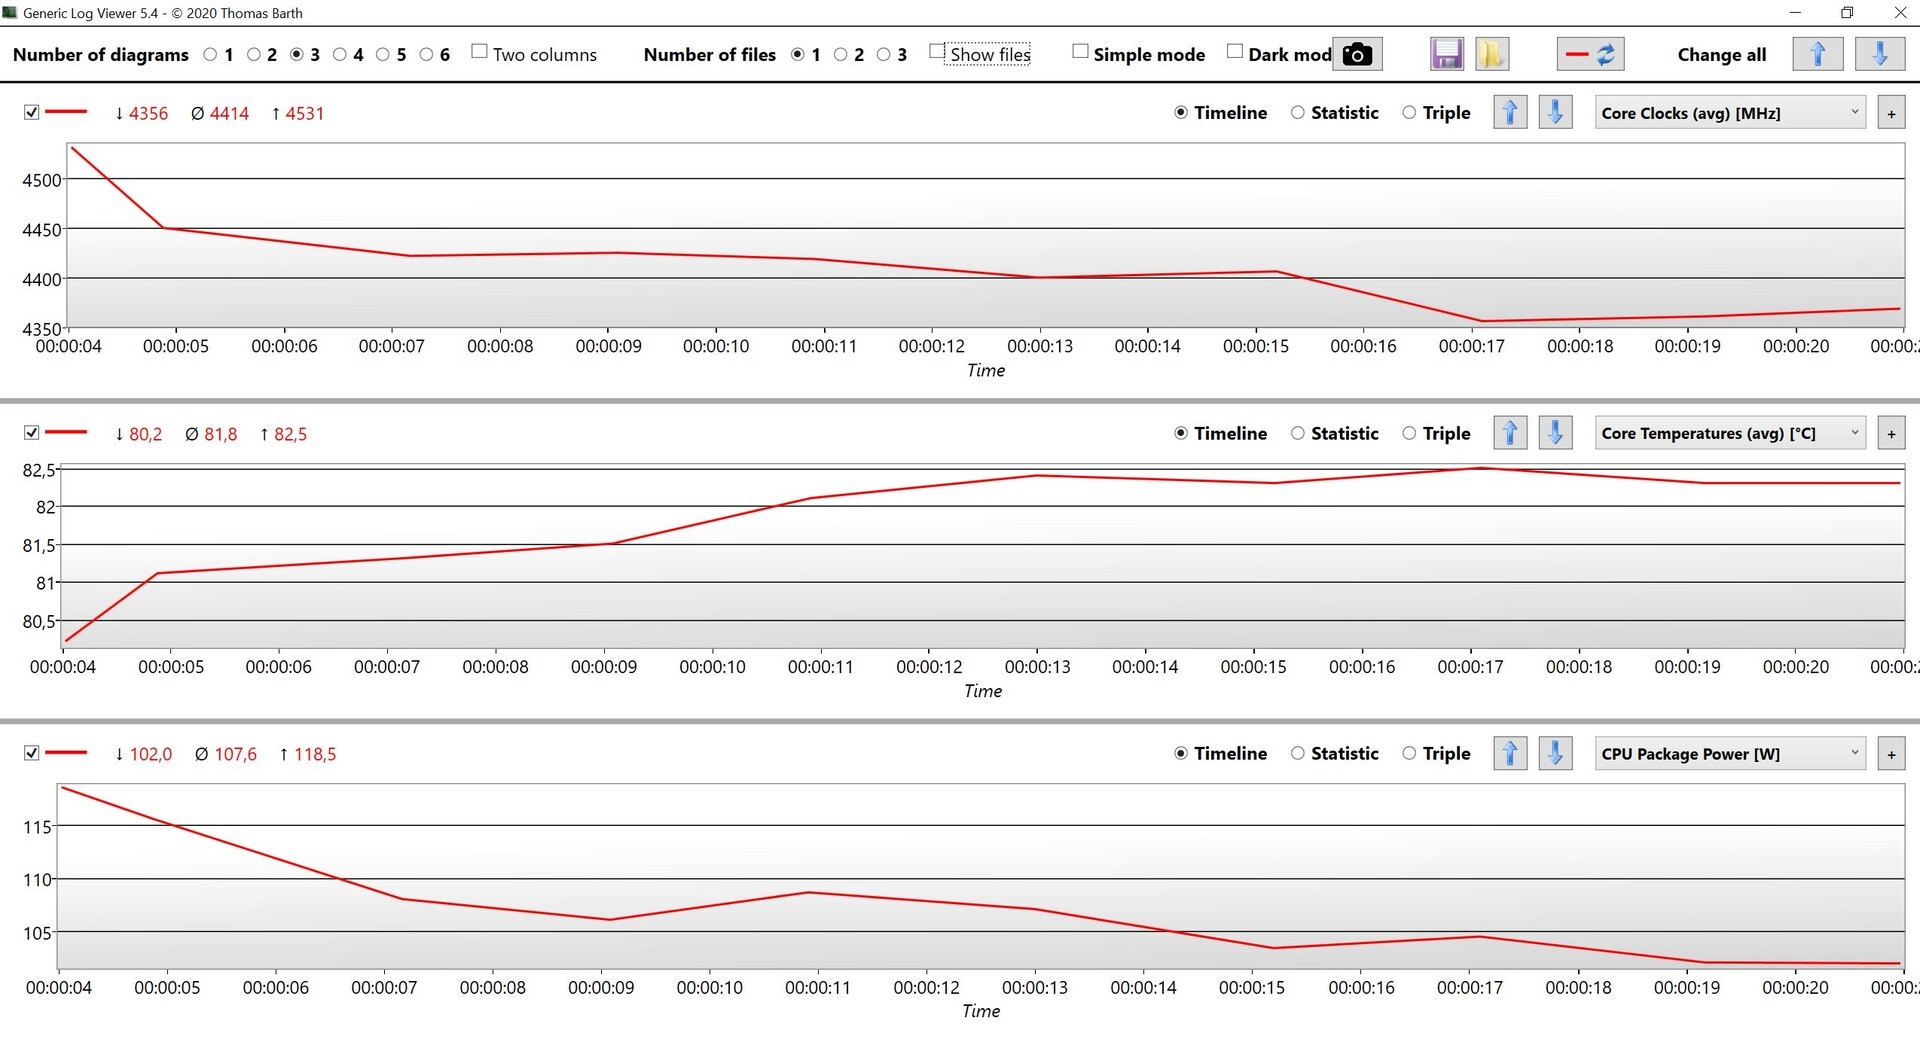 Generic Log Viewer 5.4 - © 2020 Thomas Barth
Number of diagrams 1 2 3 4 5 6 Two columns Number of files 1 2 3 Show files Simple mode Dark mod Change all
↓ 4356 Ø 4414 ↑ 4531 Timeline Statistic Triple Core Clocks (avg) [MHz] +
4500
4450
4400
4350
00:00:04 00:00:05 00:00:06 00:00:07 00:00:08 00:00:09 00:00:10 00:00:11 00:00:12 00:00:13 00:00:14 00:00:15 00:00:16 00:00:17 00:00:18 00:00:19 00:00:20 00:00:
Time
↓ 80,2 Ø 81,8 ↑ 82,5 Timeline Statistic Triple Core Temperatures (avg) [°C] +
82,5
82
81,5
81
80,5
00:00:04 00:00:05 00:00:06 00:00:07 00:00:08 00:00:09 00:00:10 00:00:11 00:00:12 00:00:13 00:00:14 00:00:15 00:00:16 00:00:17 00:00:18 00:00:19 00:00:20 00:00:
Time
↓ 102,0 Ø 107,6 ↑ 118,5 Timeline Statistic Triple CPU Package Power [W] +
115
110
105
00:00:04 00:00:05 00:00:06 00:00:07 00:00:08 00:00:09 00:00:10 00:00:11 00:00:12 00:00:13 00:00:14 00:00:15 00:00:16 00:00:17 00:00:18 00:00:19 00:00:20 00:00:
Time